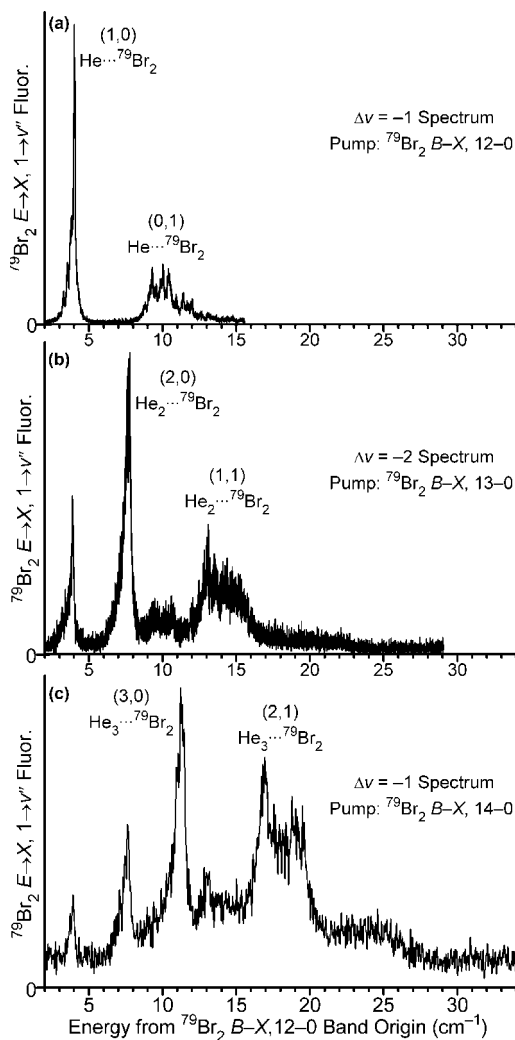 (a)
(1,0)
He···⁷⁹Br₂
Δv = –1 Spectrum
Pump: ⁷⁹Br₂ B–X, 12–0
(0,1)
He···⁷⁹Br₂
⁷⁹Br₂ E→X, 1→v″ Fluor.
0
5 10 15 20 25 30
(b)
(2,0)
He₂···⁷⁹Br₂
Δv = –2 Spectrum
Pump: ⁷⁹Br₂ B–X, 13–0
(1,1)
He₂···⁷⁹Br₂
⁷⁹Br₂ E→X, 1→v″ Fluor.
0
5 10 15 20 25 30
(c)
(3,0)
He₃···⁷⁹Br₂
(2,1)
He₃···⁷⁹Br₂
Δv = –1 Spectrum
Pump: ⁷⁹Br₂ B–X, 14–0
⁷⁹Br₂ E→X, 1→v″ Fluor.
0
5 10 15 20 25 30
Energy from ⁷⁹Br₂ B–X,12–0 Band Origin (cm⁻¹)